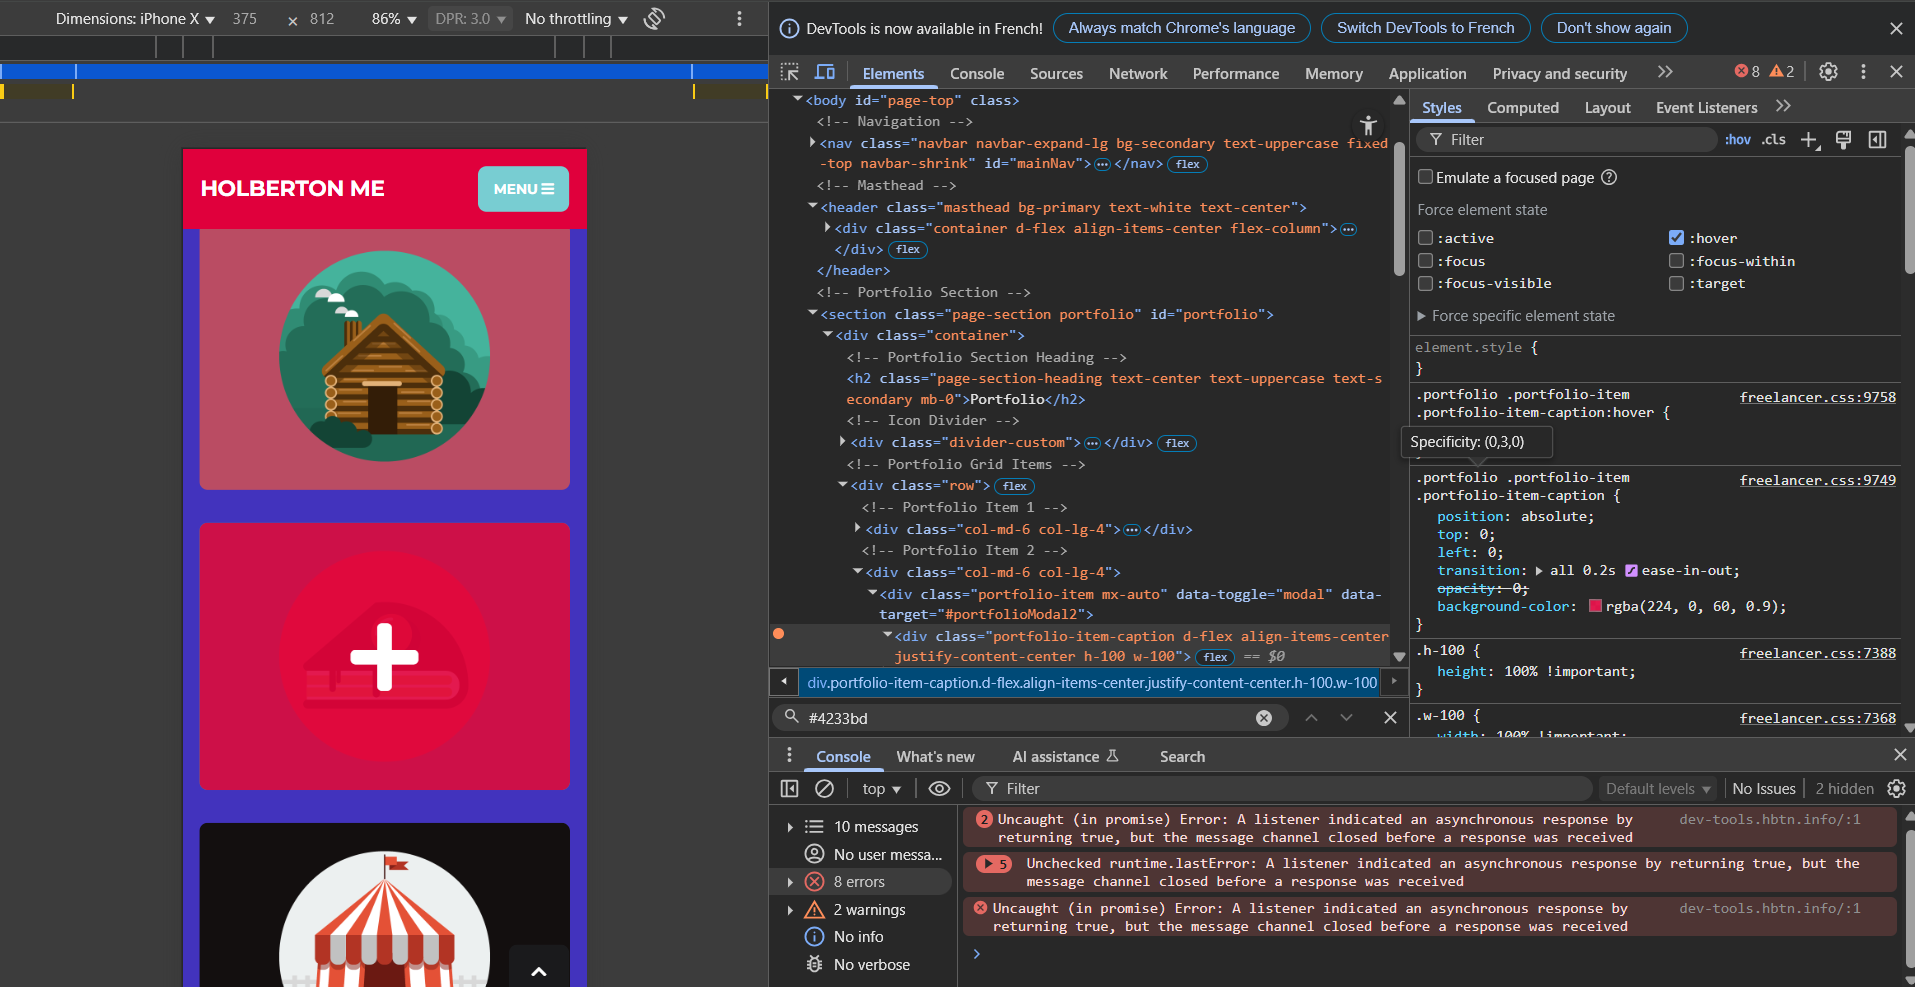 Dimensions: iPhone X ▼ 375 × 812 86% ▼ DPR: 3.0 ▼ No throttling ▼
HOLBERTON ME
MENU ☰
DevTools is now available in French! Always match Chrome's language Switch DevTools to French Don't show again
Elements Console Sources Network Performance Memory Application Privacy and security 8 2
<body id="page-top" class>
<!-- Navigation -->
<nav class="navbar navbar-expand-lg bg-secondary text-uppercase fixed
-top navbar-shrink" id="mainNav"> ⋯ </nav> flex
<!-- Masthead -->
<header class="masthead bg-primary text-white text-center">
<div class="container d-flex align-items-center flex-column"> ⋯
</div> flex
</header>
<!-- Portfolio Section -->
<section class="page-section portfolio" id="portfolio">
<div class="container">
<!-- Portfolio Section Heading -->
<h2 class="page-section-heading text-center text-uppercase text-s
econdary mb-0">Portfolio</h2>
<!-- Icon Divider -->
<div class="divider-custom"> ⋯ </div> flex
<!-- Portfolio Grid Items -->
<div class="row"> flex
<!-- Portfolio Item 1 -->
<div class="col-md-6 col-lg-4"> ⋯ </div>
<!-- Portfolio Item 2 -->
<div class="col-md-6 col-lg-4">
<div class="portfolio-item mx-auto" data-toggle="modal" data-
target="#portfolioModal2">
<div class="portfolio-item-caption d-flex align-items-center
justify-content-center h-100 w-100"> flex == $0
div.portfolio-item-caption.d-flex.align-items-center.justify-content-center.h-100.w-100
#4233bd
Styles Computed Layout Event Listeners
Filter :hov .cls
Emulate a focused page
Force element state
:active :hover
:focus :focus-within
:focus-visible :target
Force specific element state
element.style {
}
.portfolio .portfolio-item freelancer.css:9758
.portfolio-item-caption:hover {
Specificity: (0,3,0)
.portfolio .portfolio-item freelancer.css:9749
.portfolio-item-caption {
position: absolute;
top: 0;
left: 0;
transition: ▶ all 0.2s ease-in-out;
opacity: 0;
background-color: rgba(224, 0, 60, 0.9);
}
.h-100 { freelancer.css:7388
height: 100% !important;
}
.w-100 { freelancer.css:7368
width: 100% !important;
Console What's new AI assistance Search
top ▼ Filter Default levels ▼ No Issues 2 hidden
10 messages
No user messa...
8 errors
2 warnings
No info
No verbose
2 Uncaught (in promise) Error: A listener indicated an asynchronous response by dev-tools.hbtn.info/:1
returning true, but the message channel closed before a response was received
▶ 5 Unchecked runtime.lastError: A listener indicated an asynchronous response by returning true, but the
message channel closed before a response was received
Uncaught (in promise) Error: A listener indicated an asynchronous response by dev-tools.hbtn.info/:1
returning true, but the message channel closed before a response was received